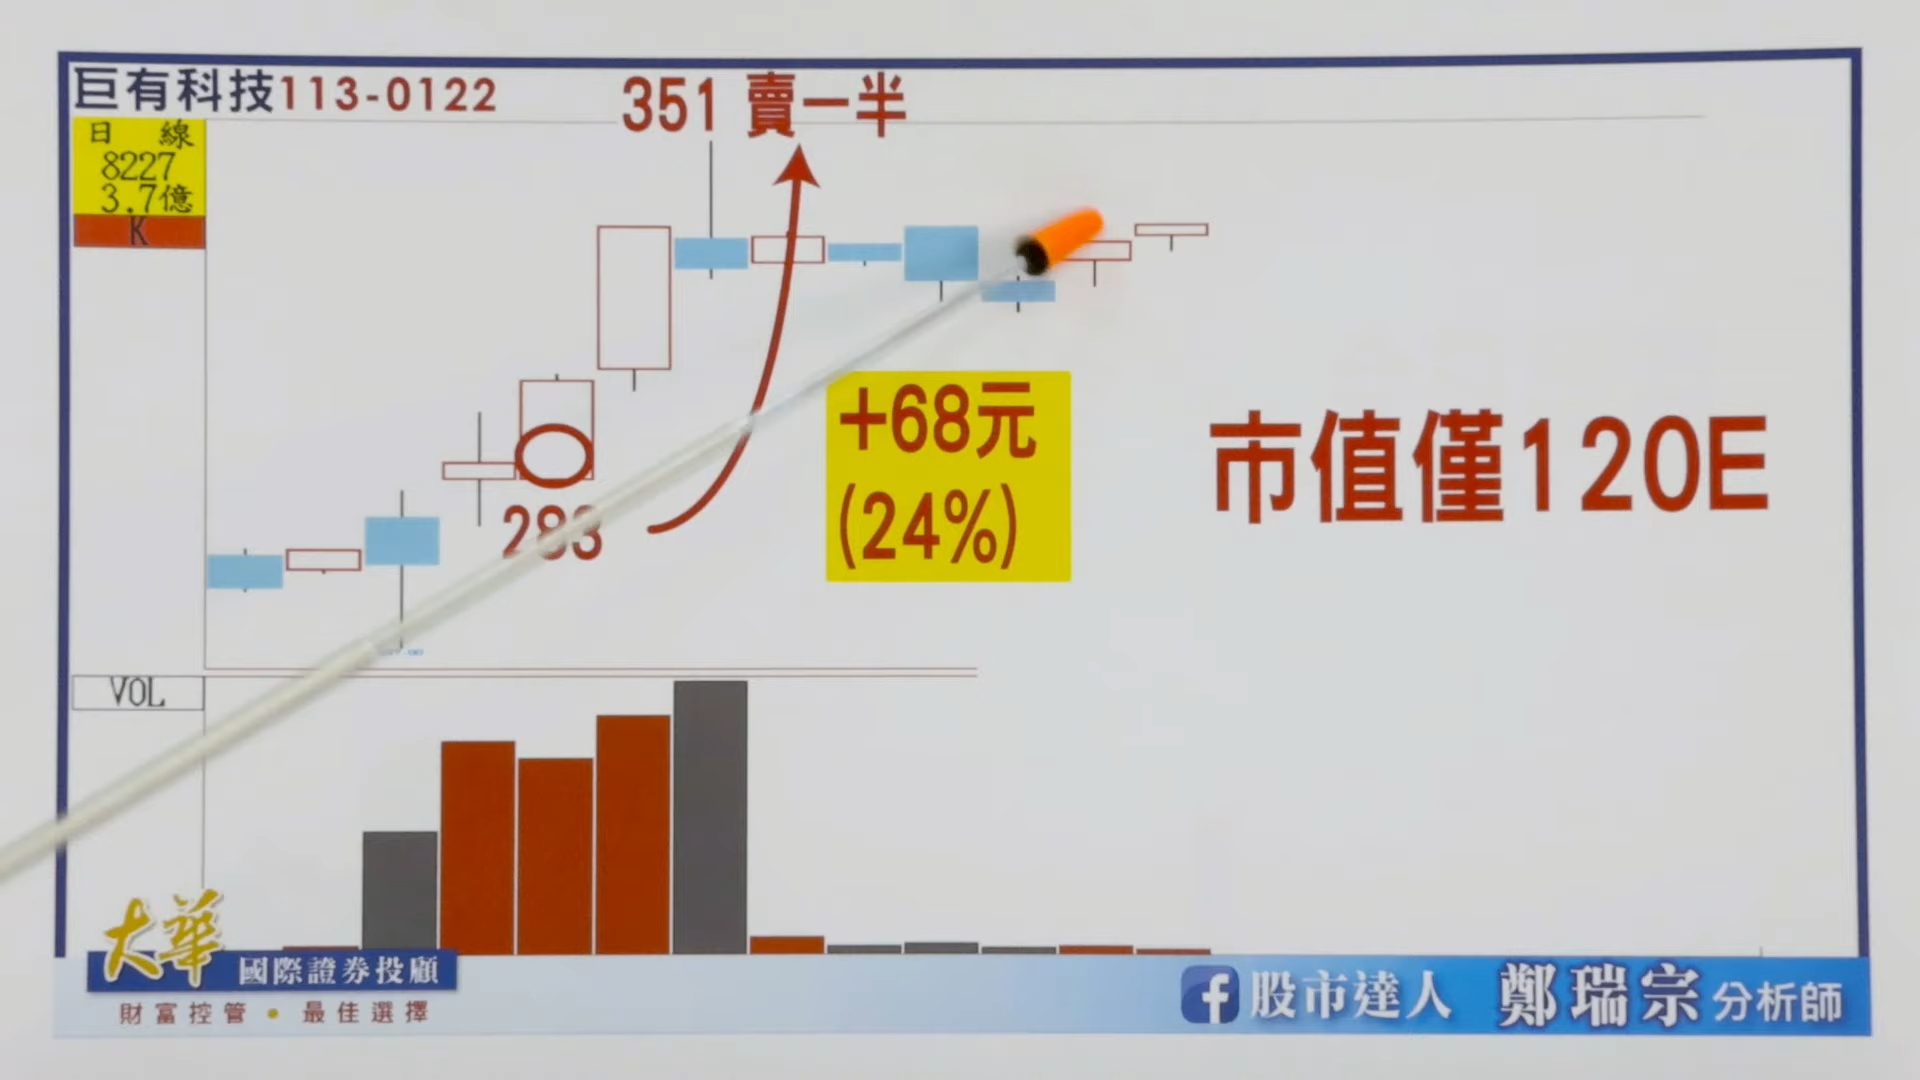 巨有科技113-0122
351 賣一半
日 線
8227
3.7億
K
283
+68元
(24%)
市值僅120E
VOL
大華
國際證券投顧
財富控管•最佳選擇
股市達人 鄭瑞宗 分析師